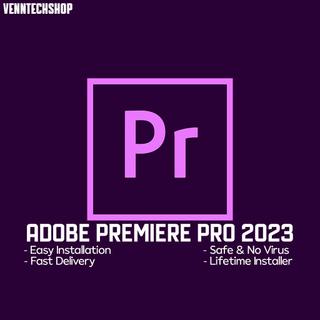 VENNTECHSHOP
Pr
ADOBE PREMIERE PRO 2023
- Easy Installation
- Safe & No Virus
- Fast Delivery
- Lifetime Installer